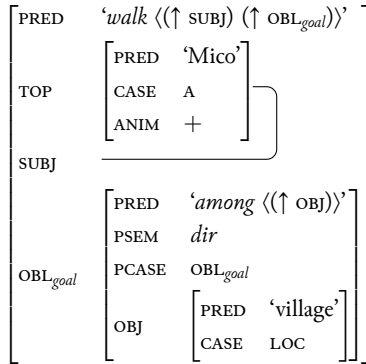 PRED ‘walk ⟨(↑ SUBJ) (↑ OBLgoal)⟩’
TOP
PRED ‘Mico’
CASE A
ANIM +
SUBJ
OBLgoal
PRED ‘among ⟨(↑ OBJ)⟩’
PSEM dir
PCASE OBLgoal
OBJ
PRED ‘village’
CASE LOC